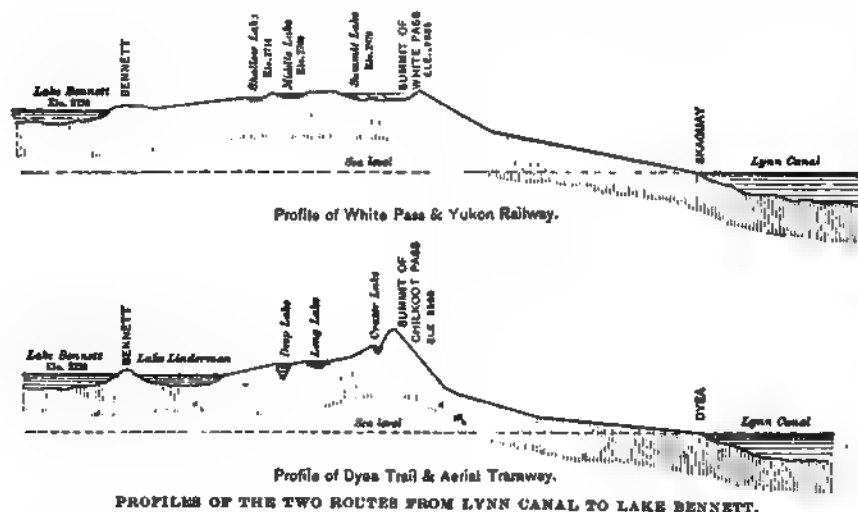 Lake Bennett
BENNETT
Shallow Lake
Middle Lake
Summit Lake
SUMMIT OF
WHITE PASS
Sea level
SKAGUAY
Lynn Canal
Profile of White Pass & Yukon Railway.
Lake Bennett
BENNETT
Lake Linderman
Deep Lake
Long Lake
Crater Lake
SUMMIT OF
CHILKOOT PASS
Sea level
DYEA
Lynn Canal
Profile of Dyea Trail & Aerial Tramway.
PROFILES OF THE TWO ROUTES FROM LYNN CANAL TO LAKE BENNETT.